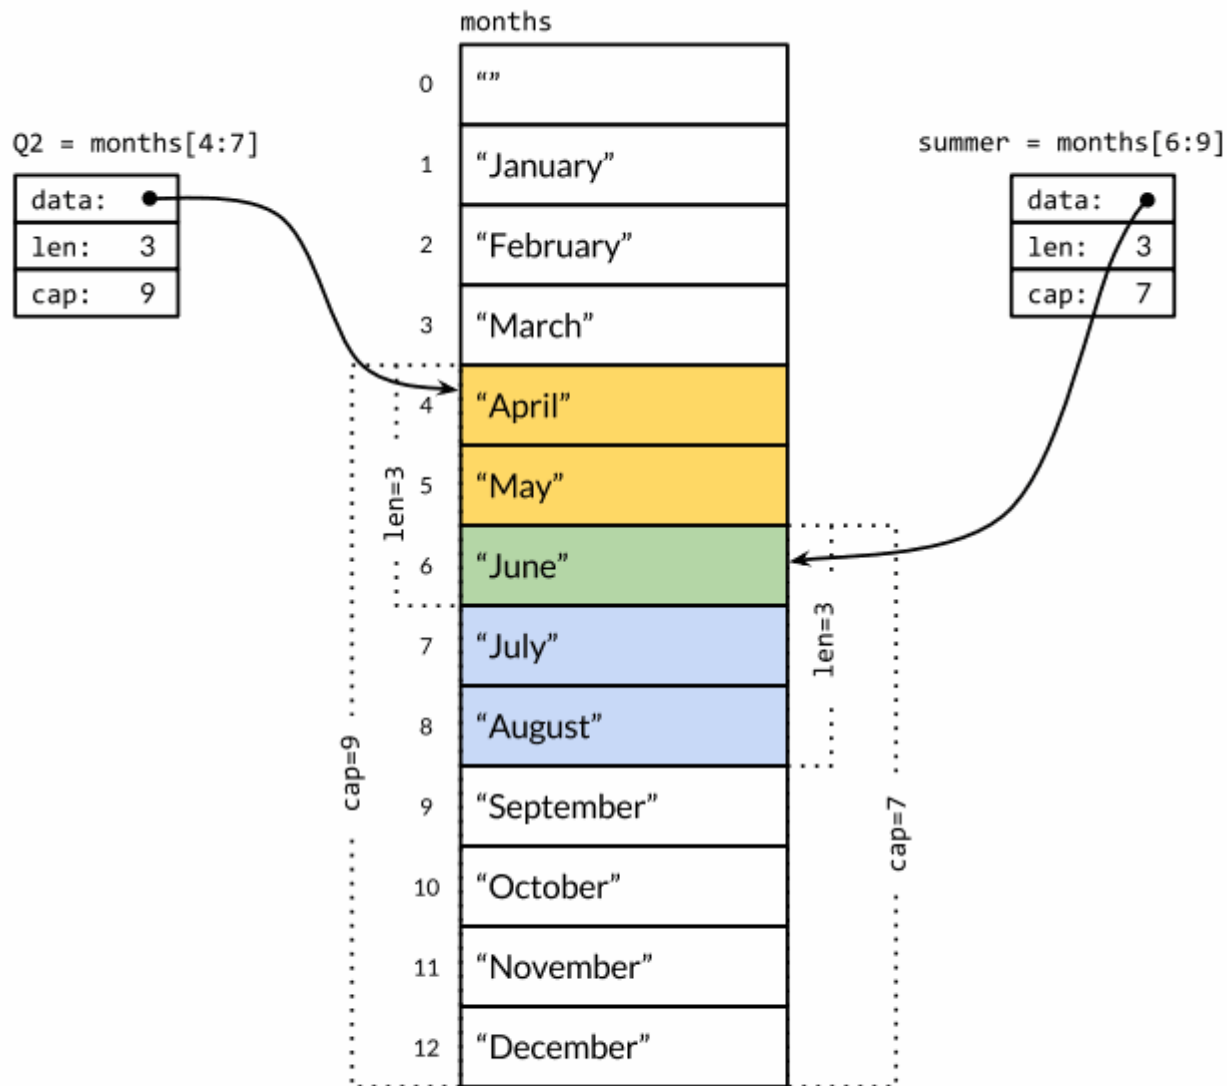 months
0 “”
Q2 = months[4:7]
summer = months[6:9]
1 “January”
data:
data:
len: 3
2 “February”
len: 3
cap: 9
cap: 7
3 “March”
4 “April”
5 “May”
len=3
6 “June”
7 “July”
len=3
8 “August”
cap=9
9 “September”
cap=7
10 “October”
11 “November”
12 “December”